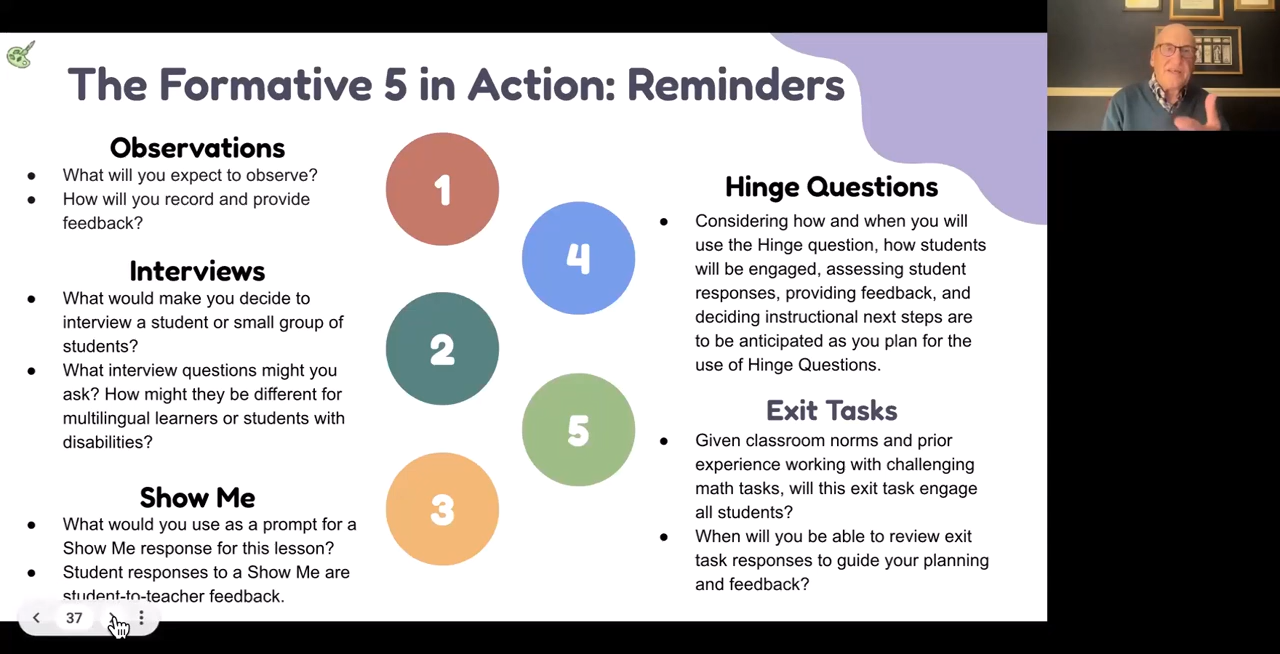 The Formative 5 in Action: Reminders
Observations
● What will you expect to observe?
● How will you record and provide
feedback?
Interviews
● What would make you decide to
interview a student or small group of
students?
● What interview questions might you
ask? How might they be different for
multilingual learners or students with
disabilities?
Show Me
● What would you use as a prompt for a
Show Me response for this lesson?
● Student responses to a Show Me are
student-to-teacher feedback.
1
2
3
4
5
Hinge Questions
● Considering how and when you will
use the Hinge question, how students
will be engaged, assessing student
responses, providing feedback, and
deciding instructional next steps are
to be anticipated as you plan for the
use of Hinge Questions.
Exit Tasks
● Given classroom norms and prior
experience working with challenging
math tasks, will this exit task engage
all students?
● When will you be able to review exit
task responses to guide your planning
and feedback?
37